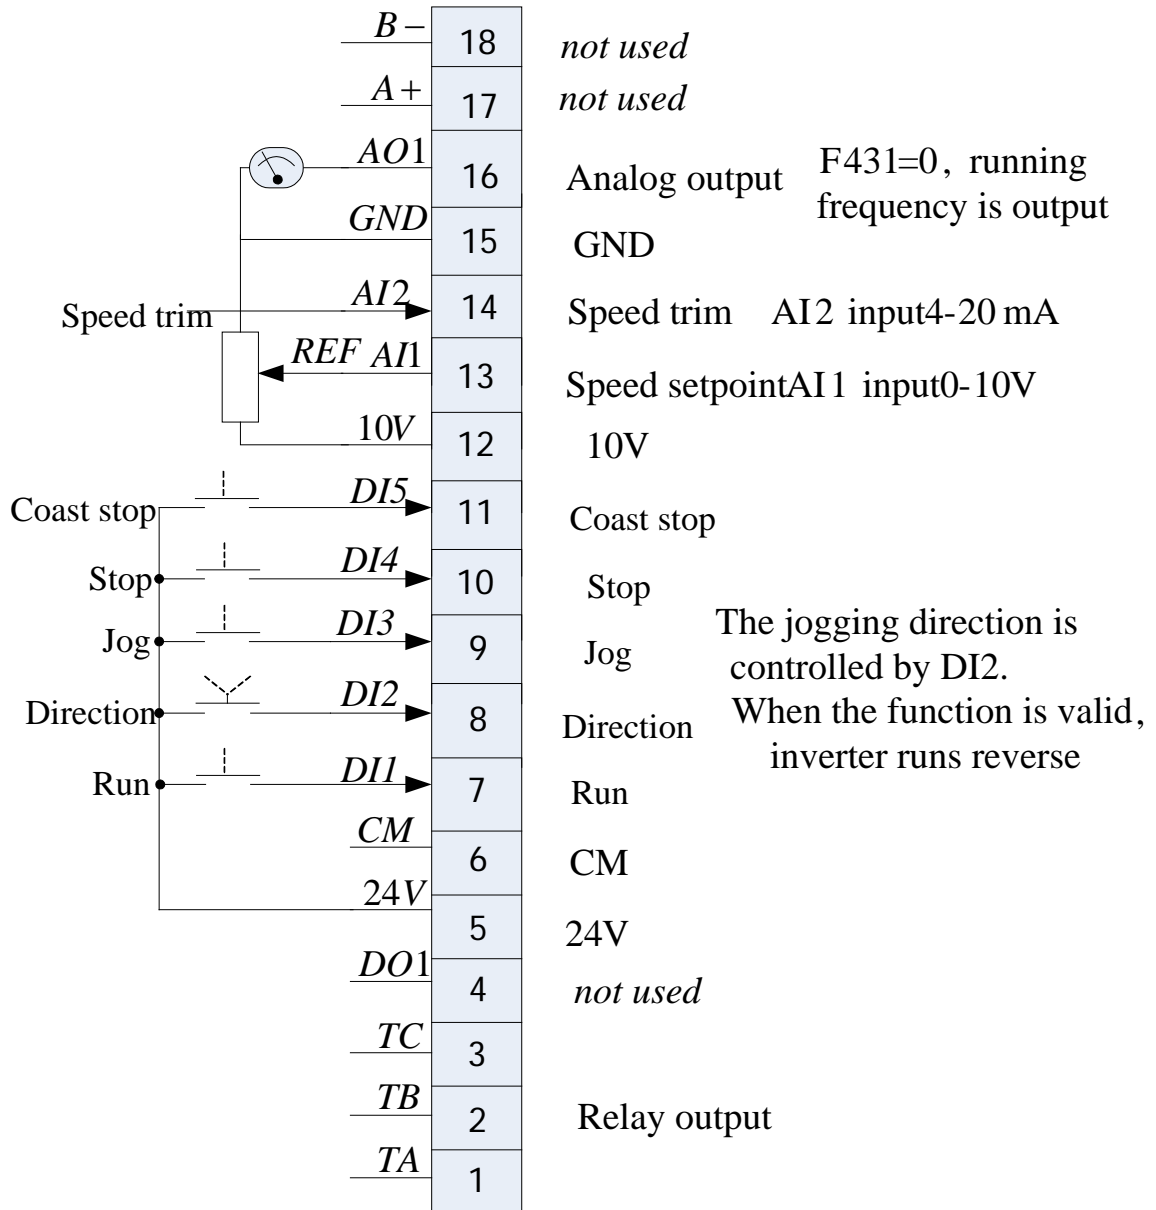 B −
18
not used
A +
17
not used
AO1
16
Analog output
F431=0, running
frequency is output
GND
15
GND
Speed trim
AI2
14
Speed trim AI2 input4-20 mA
REF AI1
13
Speed setpointAI1 input0-10V
10V
12
10V
Coast stop
DI5
11
Coast stop
Stop
DI4
10
Stop
Jog
DI3
9
Jog
The jogging direction is
controlled by DI2.
Direction
DI2
8
Direction
When the function is valid,
inverter runs reverse
Run
DI1
7
Run
CM
6
CM
24V
5
24V
DO1
4
not used
TC
3
TB
2
Relay output
TA
1